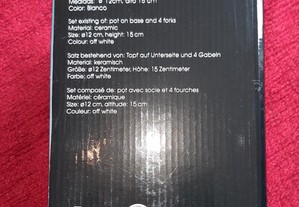 Medidas: ø 12cm, alto 15 cm
Color: Blanco
Set existing of: pot on base and 4 forks
Material: ceramic
Size: ø12 cm, height: 15 cm
Colour: off white
Satz bestehend von: Topf auf Unterseite und 4 Gabeln
Material: keramisch
Größe: ø12 Zentimeter, Höhe: 15 Zentimeter
Farbe: off white
Set composé de: pot avec socle et 4 fourches
Matériel: céramique
Size: ø12 cm, altitude: 15 cm
Couleur: off white